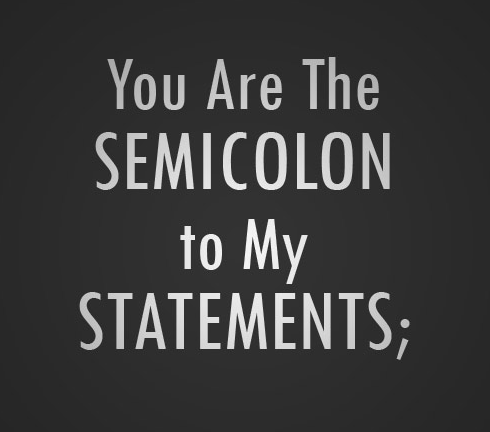 You Are The
SEMICOLON
to My
STATEMENTS;